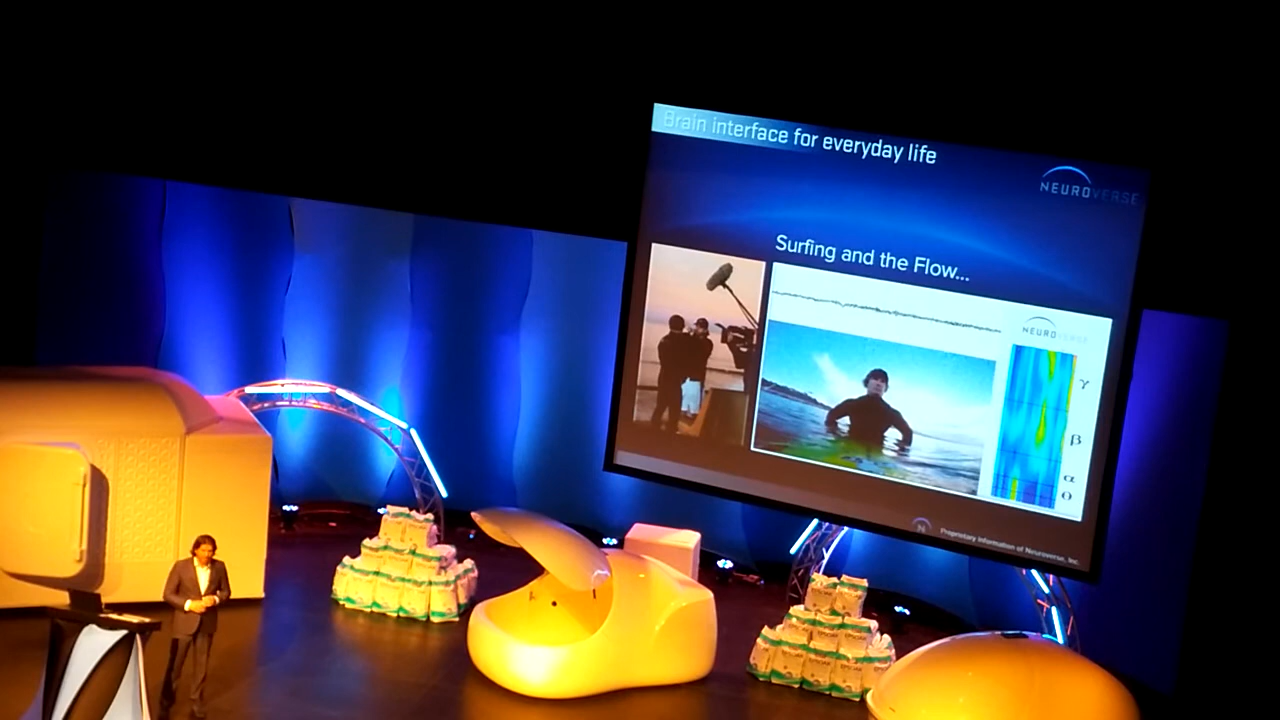 Brain interface for everyday life
NEUROVERSE
Surfing and the Flow...
NEUROVERSE
γ
β
α
θ
N
Proprietary Information of Neuroverse, Inc.